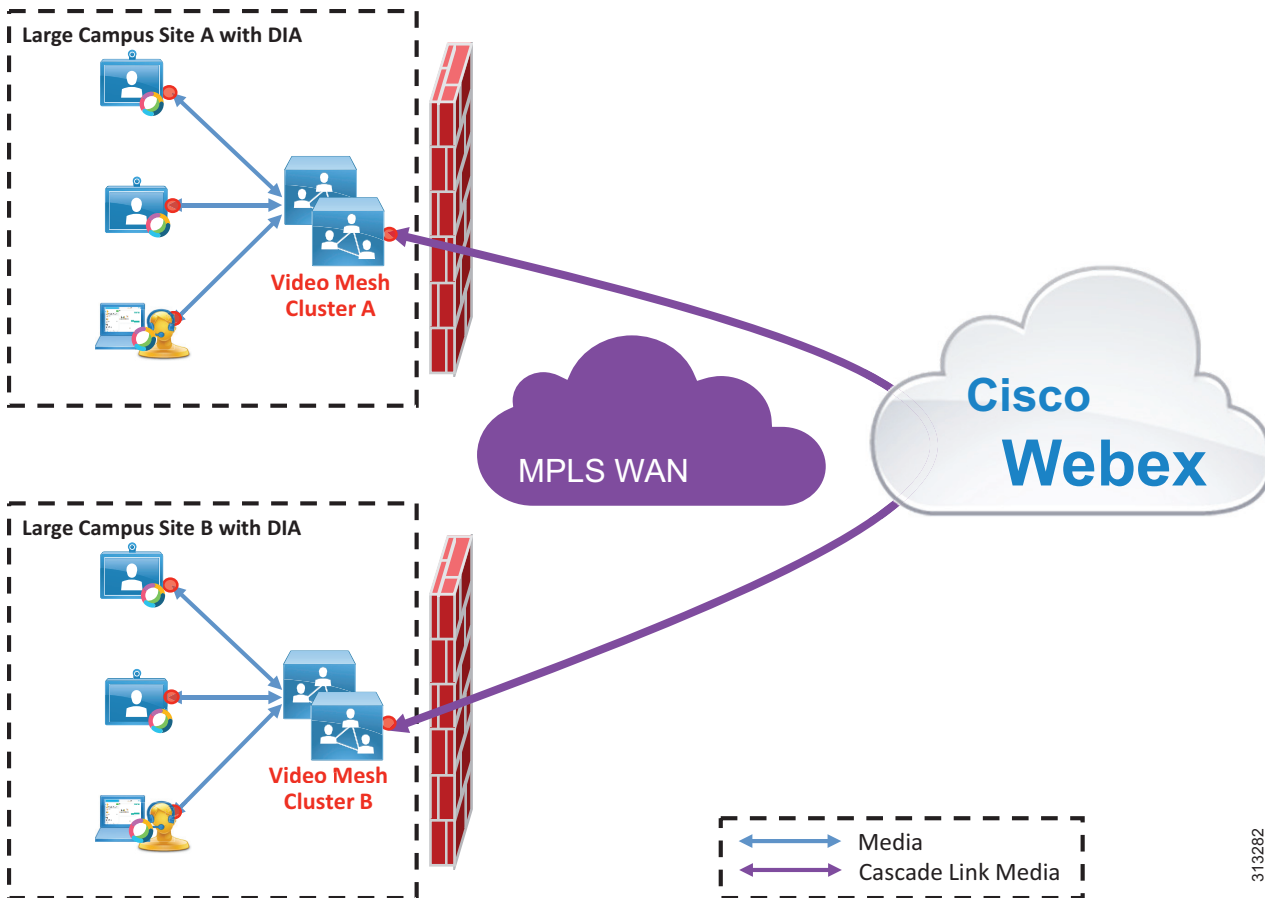 Large Campus Site A with DIA
Video Mesh
Cluster A
MPLS WAN
Cisco
Webex
Large Campus Site B with DIA
Video Mesh
Cluster B
Media
Cascade Link Media
313282